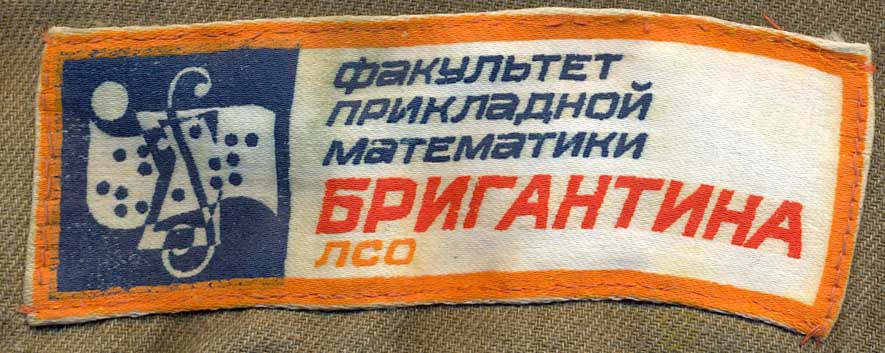 факультет
прикладной
математики
БРИГАНТИНА
ЛСО